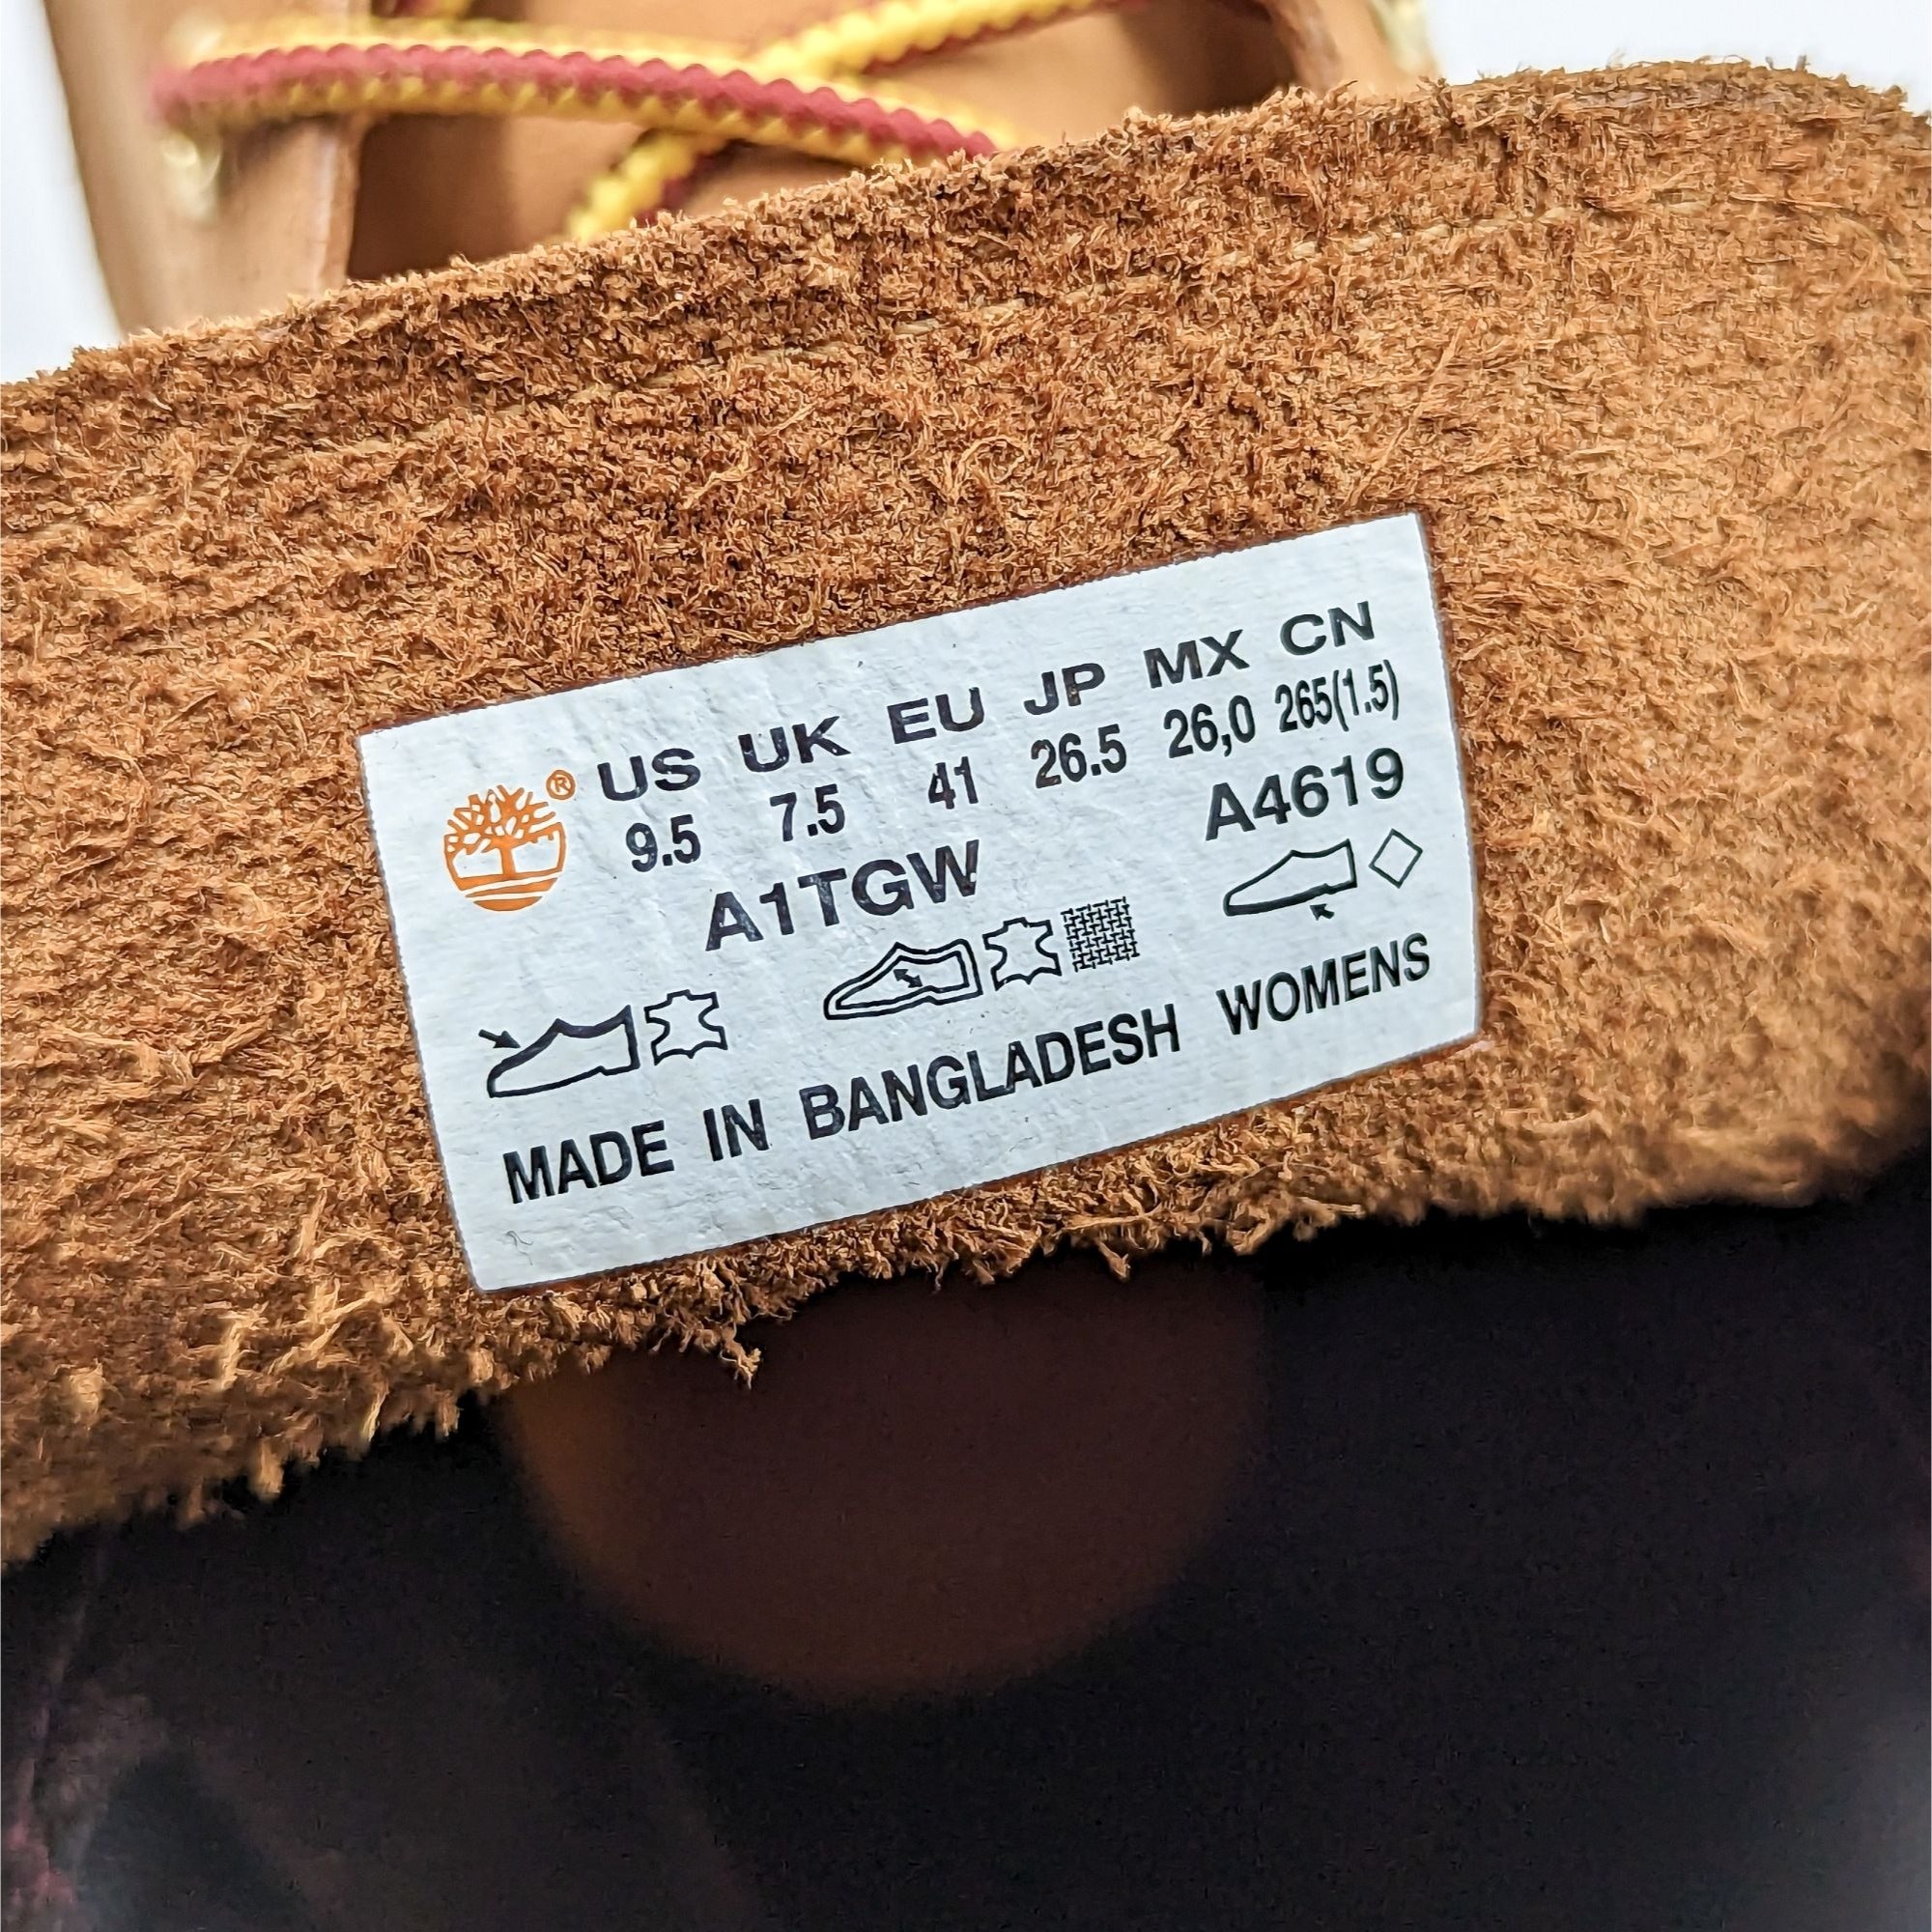 ® US UK EU JP MX CN
9.5 7.5 41 26.5 26,0 265(1.5)
A1TGW A4619
MADE IN BANGLADESH WOMENS